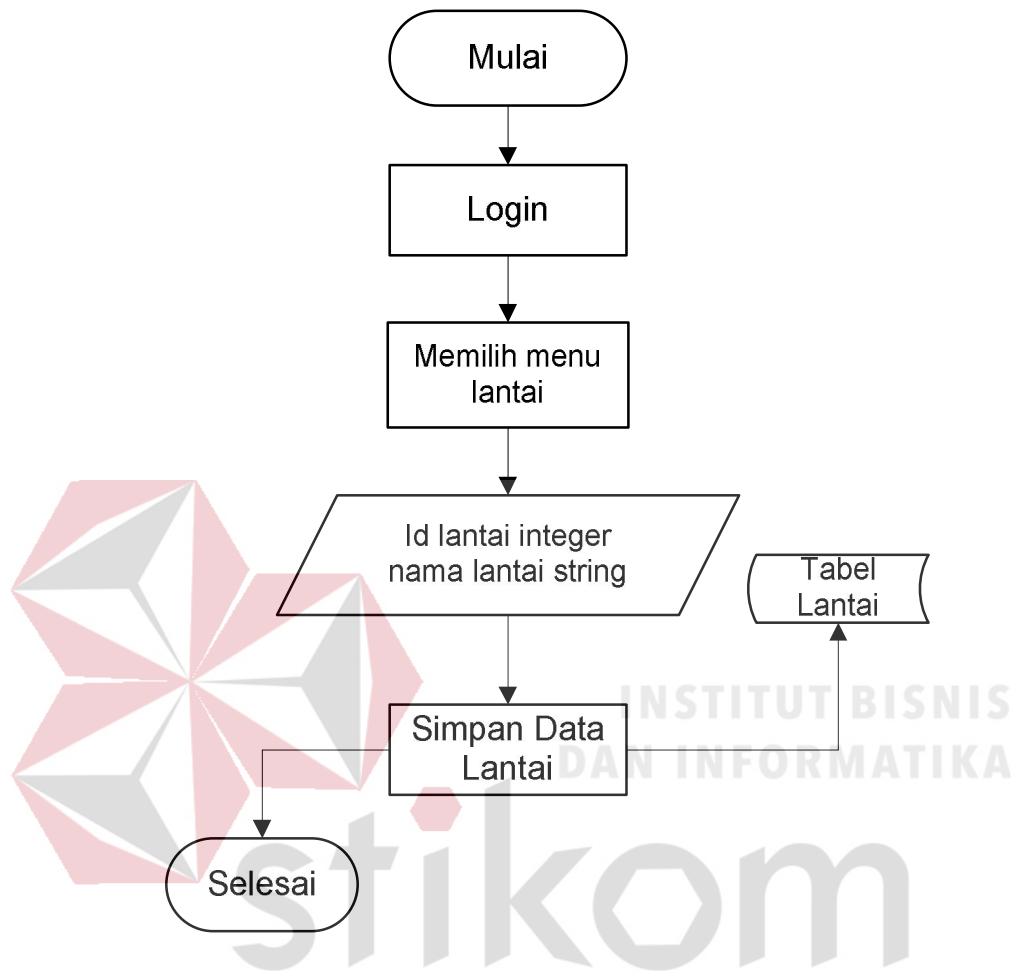 Mulai
Login
Memilih menu
lantai
Id lantai integer
nama lantai string
Tabel
Lantai
Simpan Data
Lantai
Selesai
INSTITUT BISNIS
DAN INFORMATIKA
stikom